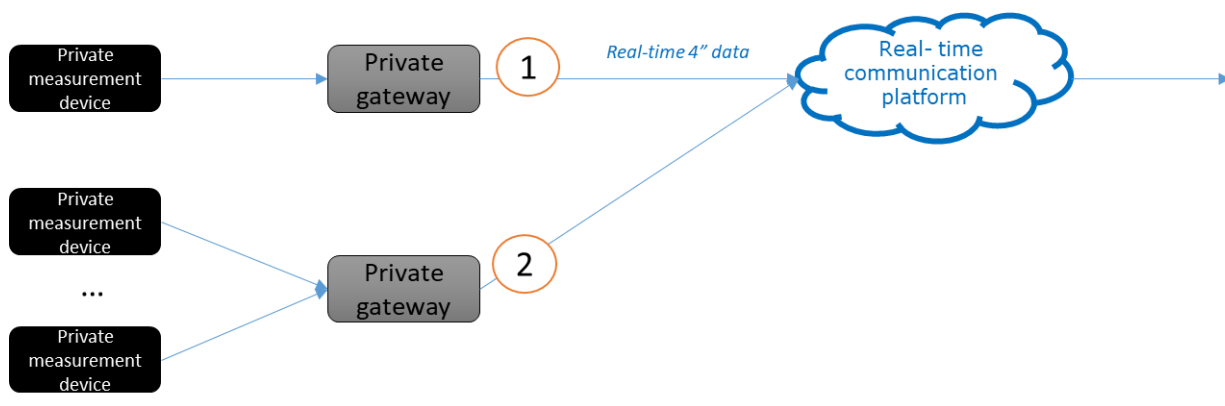 Private
measurement
device
Private
gateway
1
Real-time 4” data
Real- time
communication
platform
Private
measurement
device
...
Private
measurement
device
Private
gateway
2